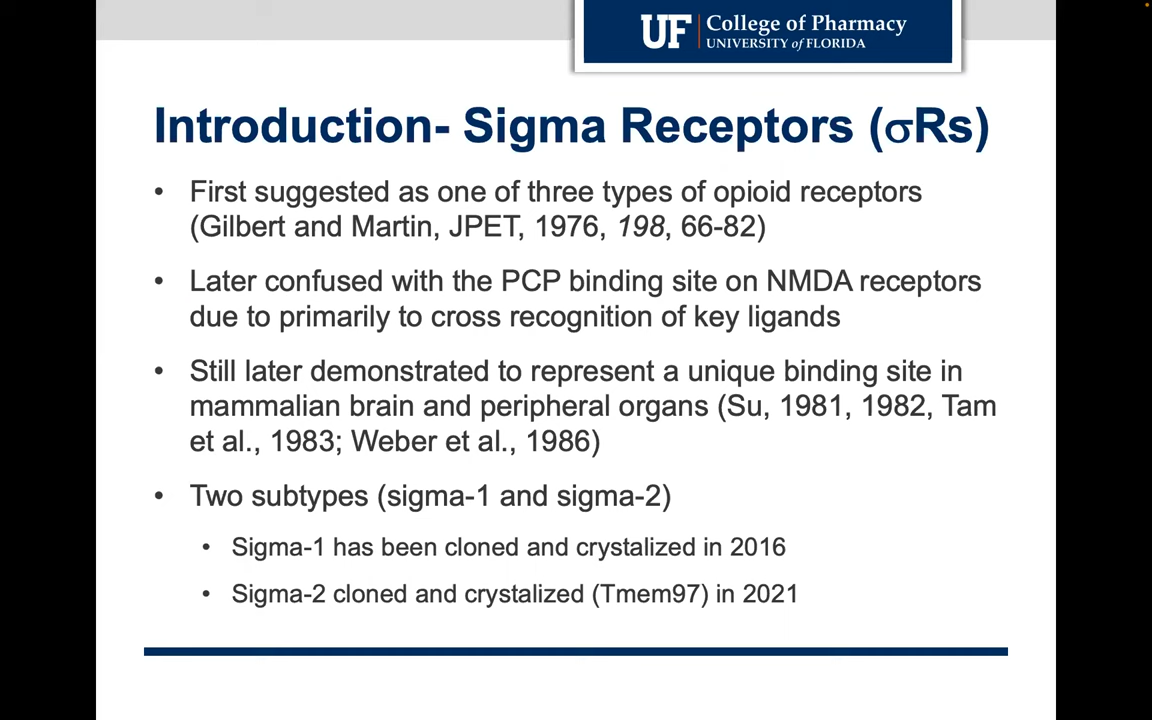 UF College of Pharmacy
UNIVERSITY of FLORIDA
Introduction- Sigma Receptors (σRs)
• First suggested as one of three types of opioid receptors
(Gilbert and Martin, JPET, 1976, 198, 66-82)
• Later confused with the PCP binding site on NMDA receptors
due to primarily to cross recognition of key ligands
• Still later demonstrated to represent a unique binding site in
mammalian brain and peripheral organs (Su, 1981, 1982, Tam
et al., 1983; Weber et al., 1986)
• Two subtypes (sigma-1 and sigma-2)
• Sigma-1 has been cloned and crystalized in 2016
• Sigma-2 cloned and crystalized (Tmem97) in 2021